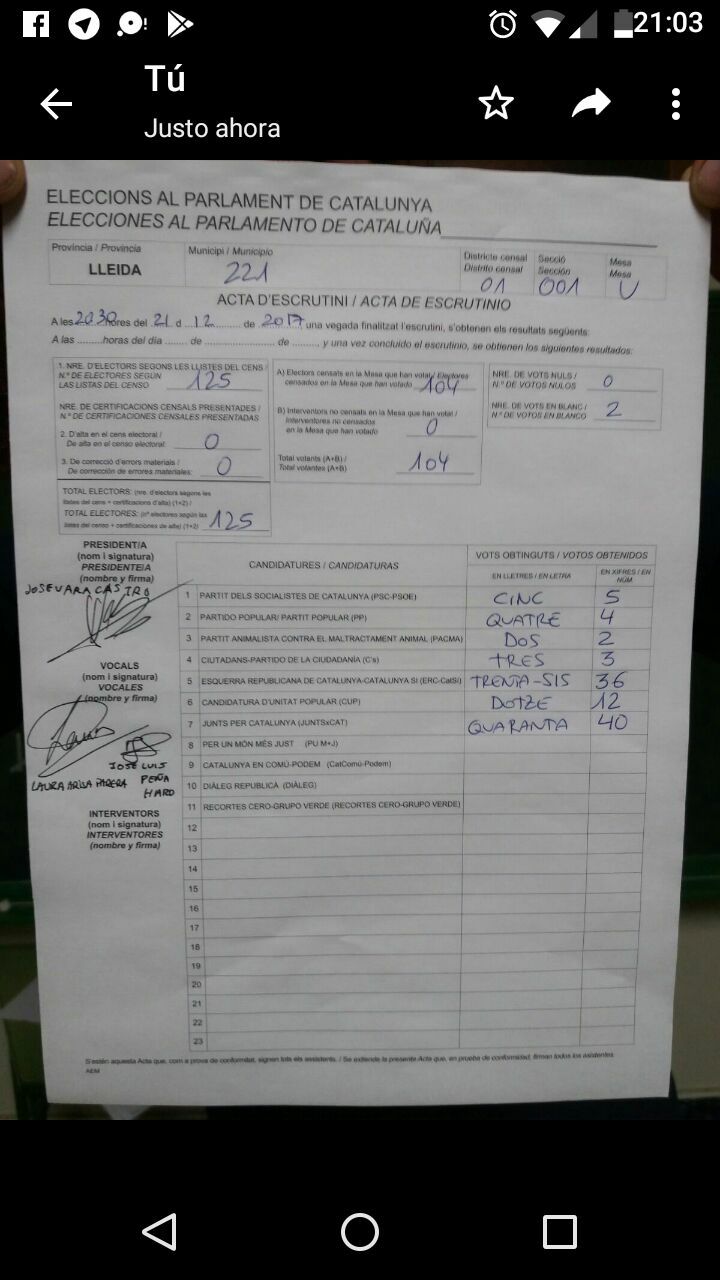 21:03
Tú
Justo ahora
ELECCIONS AL PARLAMENT DE CATALUNYA
ELECCIONES AL PARLAMENTO DE CATALUÑA
Província / Provincia
LLEIDA
Municipi / Municipio
221
Districte censal
Distrito censal
01
Secció
Sección
001
Mesa
Mesa
U
ACTA D'ESCRUTINI / ACTA DE ESCRUTINIO
A les 20.30 hores del 21 d 12 de 2017 una vegada finalitzat l'escrutini, s'obtenen els resultats següents:
A las .........horas del día ....... de .................... de .......... y una vez concluido el escrutinio, se obtienen los siguientes resultados:
1. NRE. D'ELECTORS SEGONS LES LLISTES DEL CENS /
N.º DE ELECTORES SEGÚN
LAS LISTAS DEL CENSO 125
NRE. DE CERTIFICACIONS CENSALS PRESENTADES /
N.º DE CERTIFICACIONES CENSALES PRESENTADAS
2. D'alta en el cens electoral /
De alta en el censo electoral: 0
3. De correcció d'errors materials /
De corrección de errores materiales: 0
TOTAL ELECTORS: (nre. d'electors segons les
llistes del cens + certificacions d'alta) (1+2) /
TOTAL ELECTORES: (nº electores según las
listas del censo + certificaciones de alta) (1+2) 125
A) Electors censats en la Mesa que han votat / Electores
censados en la Mesa que han votado 104
B) Interventors no censats en la Mesa que han votat /
Interventores no censados
en la Mesa que han votado 0
Total votants (A+B) /
Total votantes (A+B) 104
NRE. DE VOTS NULS /
N.º DE VOTOS NULOS 0
NRE. DE VOTS EN BLANC /
N.º DE VOTOS EN BLANCO 2
PRESIDENT/A
(nom i signatura)
PRESIDENTE/A
(nombre y firma)
JOSE VARA CASTRO
VOCALS
(nom i signatura)
VOCALES
(nombre y firma)
JOSE LUIS
PEÑA
HARO
LAURA
INTERVENTORS
(nom i signatura)
INTERVENTORES
(nombre y firma)
CANDIDATURES / CANDIDATURAS
VOTS OBTINGUTS / VOTOS OBTENIDOS
EN LLETRES / EN LETRA
EN XIFRES / EN NÚM
1 PARTIT DELS SOCIALISTES DE CATALUNYA (PSC-PSOE) CINC 5
2 PARTIDO POPULAR/ PARTIT POPULAR (PP) QUATRE 4
3 PARTIT ANIMALISTA CONTRA EL MALTRACTAMENT ANIMAL (PACMA) DOS 2
4 CIUTADANS-PARTIDO DE LA CIUDADANÍA (C's) TRES 3
5 ESQUERRA REPUBLICANA DE CATALUNYA-CATALUNYA SÍ (ERC-CatSí) TRENTA-SIS 36
6 CANDIDATURA D'UNITAT POPULAR (CUP) DOTZE 12
7 JUNTS PER CATALUNYA (JUNTSxCAT) QUARANTA 40
8 PER UN MÓN MÉS JUST (PU M+J)
9 CATALUNYA EN COMÚ-PODEM (CatComú-Podem)
10 DIÀLEG REPUBLICÀ (DIÀLEG)
11 RECORTES CERO-GRUPO VERDE (RECORTES CERO-GRUPO VERDE)
12
13
14
15
16
17
18
19
20
21
22
23
S'estén aquesta Acta que, com a prova de conformitat, signen tots els assistents. / Se extiende la presente Acta que, en prueba de conformidad, firman todos los asistentes
AEM